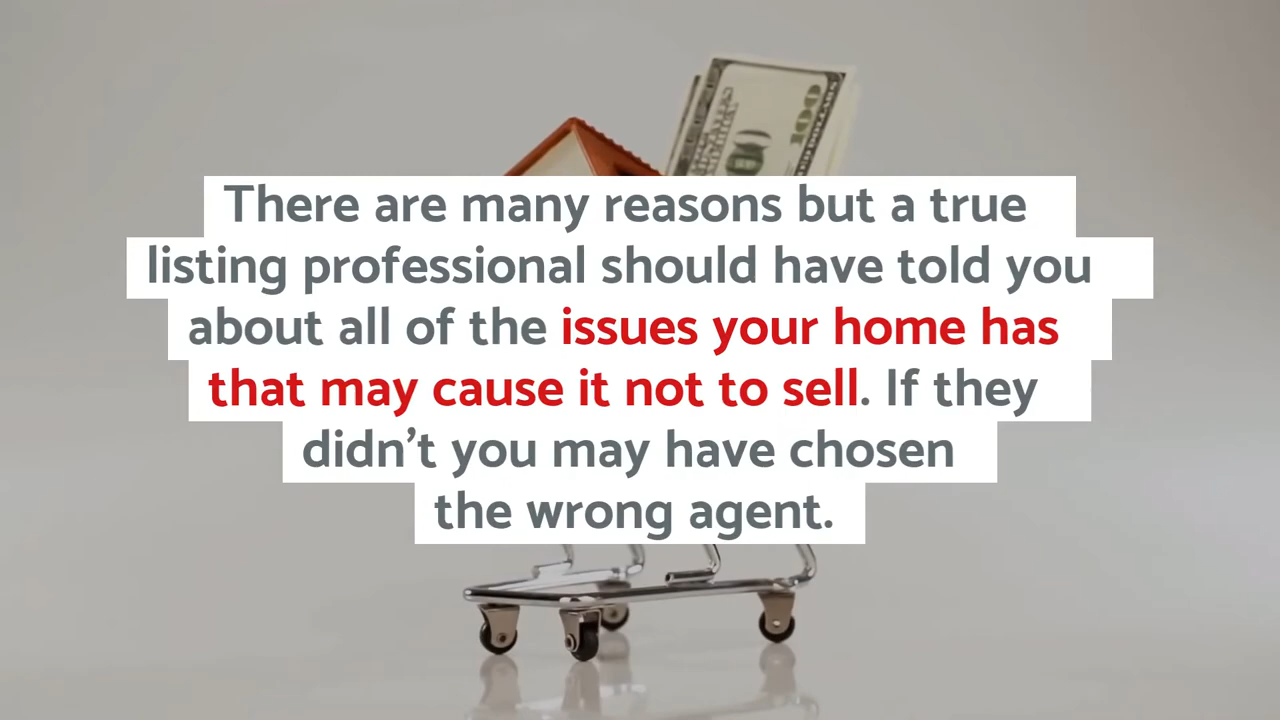 There are many reasons but a true
listing professional should have told you
about all of the issues your home has
that may cause it not to sell. If they
didn’t you may have chosen
the wrong agent.
100